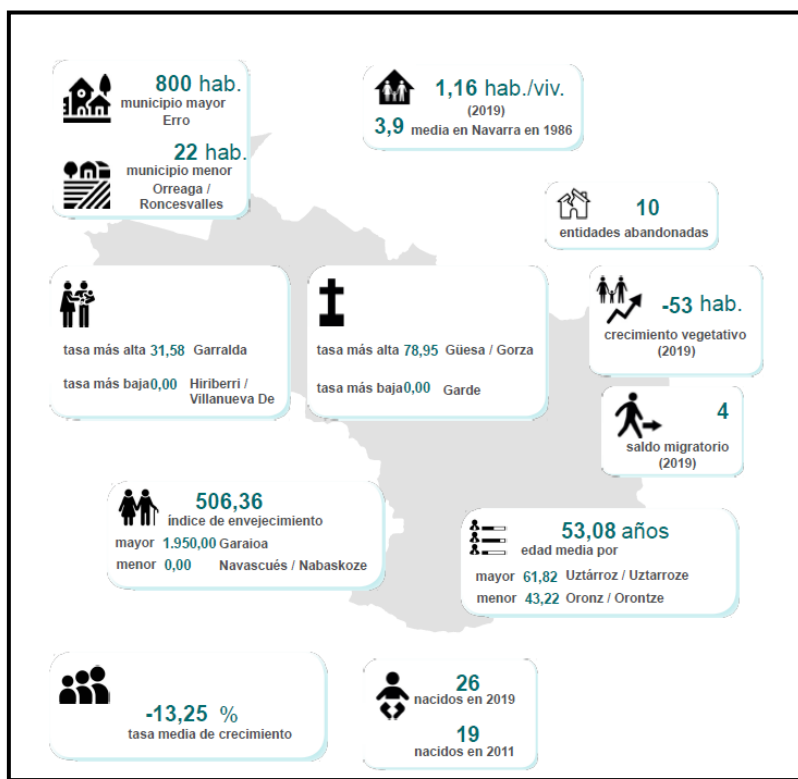 800 hab.
municipio mayor
Erro
22 hab.
municipio menor
Orreaga /
Roncesvalles
1,16 hab./viv.
(2019)
3,9 media en Navarra en 1986
10
entidades abandonadas
tasa más alta 31,58 Garralda
tasa más baja 0,00 Hiriberri /
Villanueva De
tasa más alta 78,95 Güesa / Gorza
tasa más baja 0,00 Garde
-53 hab.
crecimiento vegetativo
(2019)
4
saldo migratorio
(2019)
506,36
índice de envejecimiento
mayor 1.950,00 Garaioa
menor 0,00 Navascués / Nabaskoze
53,08 años
edad media por
mayor 61,82 Uztárroz / Uztarroze
menor 43,22 Oronz / Orontze
-13,25 %
tasa media de crecimiento
26
nacidos en 2019
19
nacidos en 2011